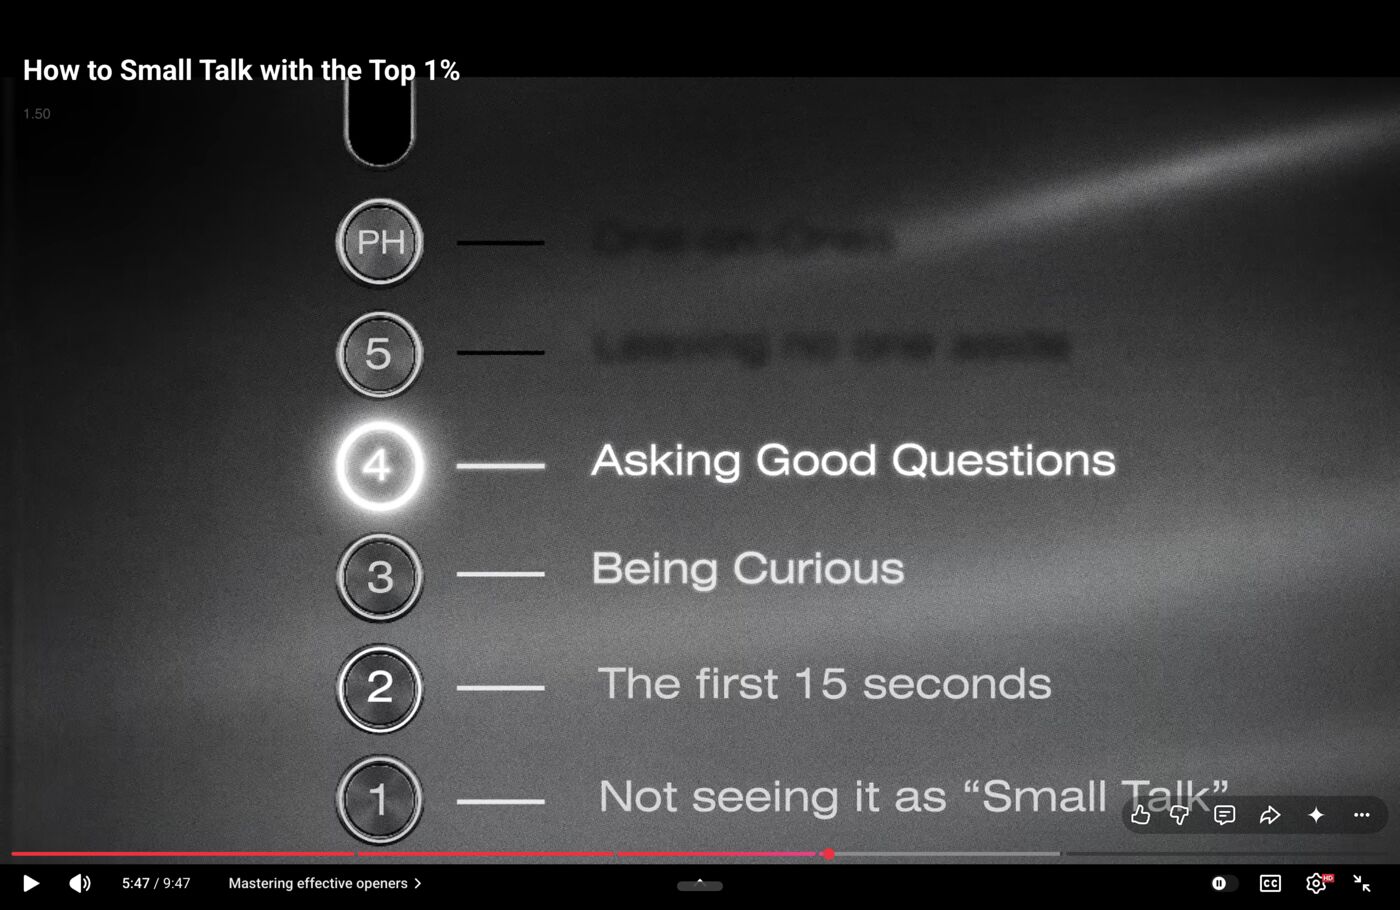 How to Small Talk with the Top 1%
1.50
PH
5
4 Asking Good Questions
3 Being Curious
2 The first 15 seconds
1 Not seeing it as “Small Talk”
5:47 / 9:47 Mastering effective openers
CC
HD